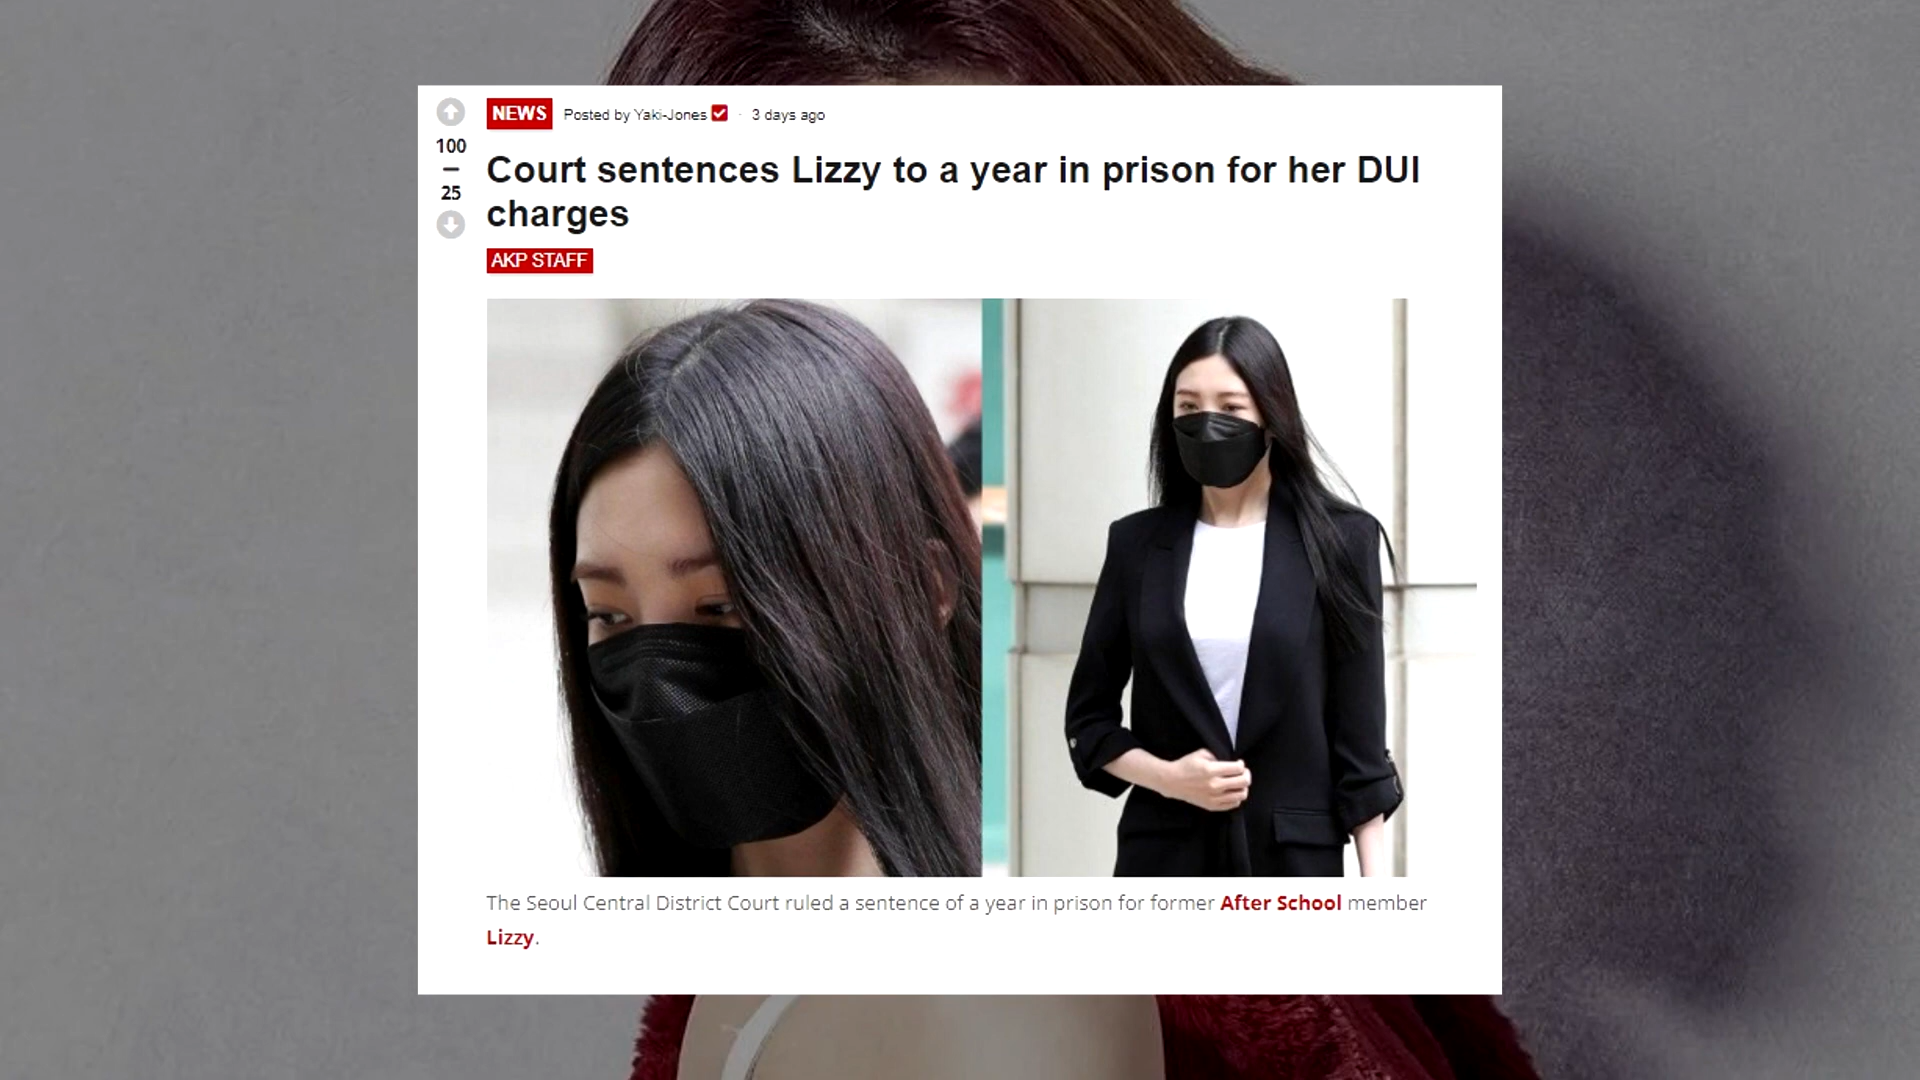 NEWS Posted by Yaki-Jones · 3 days ago
100
–
25
Court sentences Lizzy to a year in prison for her DUI
charges
AKP STAFF
The Seoul Central District Court ruled a sentence of a year in prison for former After School member
Lizzy.